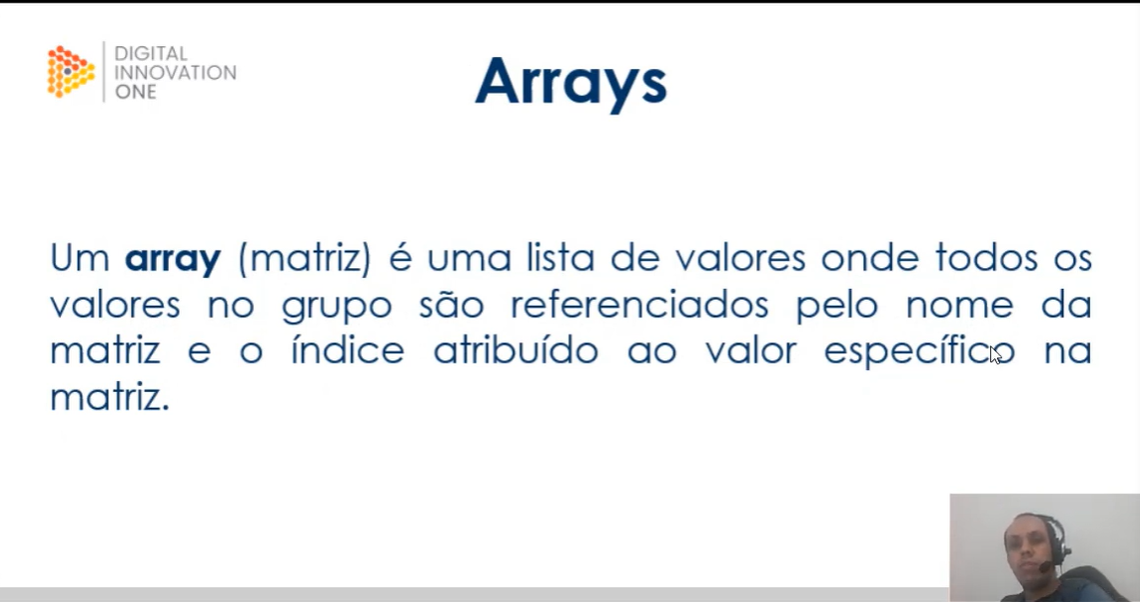 DIGITAL
INNOVATION
ONE
Arrays
Um array (matriz) é uma lista de valores onde todos os
valores no grupo são referenciados pelo nome da
matriz e o índice atribuído ao valor específico na
matriz.